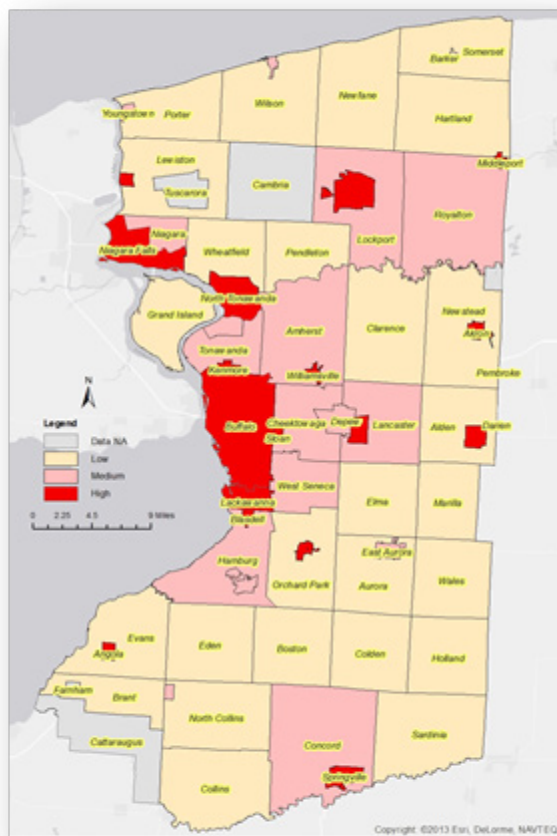 Somerset
Barker
Newfane
Wilson
Youngstown
Porter
Hartland
Lewiston
Middleport
Tuscarora
Cambria
Royalton
Niagara
Lockport
Niagara Falls
Wheatfield
Pendleton
North Tonawanda
Grand Island
Newstead
Clarence
Amherst
Akron
Tonawanda
Kenmore
Williamsville
Pembroke
N
Legend
Data NA
Low
Medium
High
0 2.25 4.5 9 Miles
Buffalo
Cheektowaga
Depew
Lancaster
Alden
Darien
Sloan
West Seneca
Lackawanna
Elma
Marilla
Blasdell
East Aurora
Hamburg
Orchard Park
Aurora
Wales
Evans
Eden
Boston
Colden
Holland
Angola
Farnham
Brant
North Collins
Cattaraugus
Concord
Sardinia
Springville
Collins
Copyright: ©2013 Esri, DeLorme, NAVTEQ